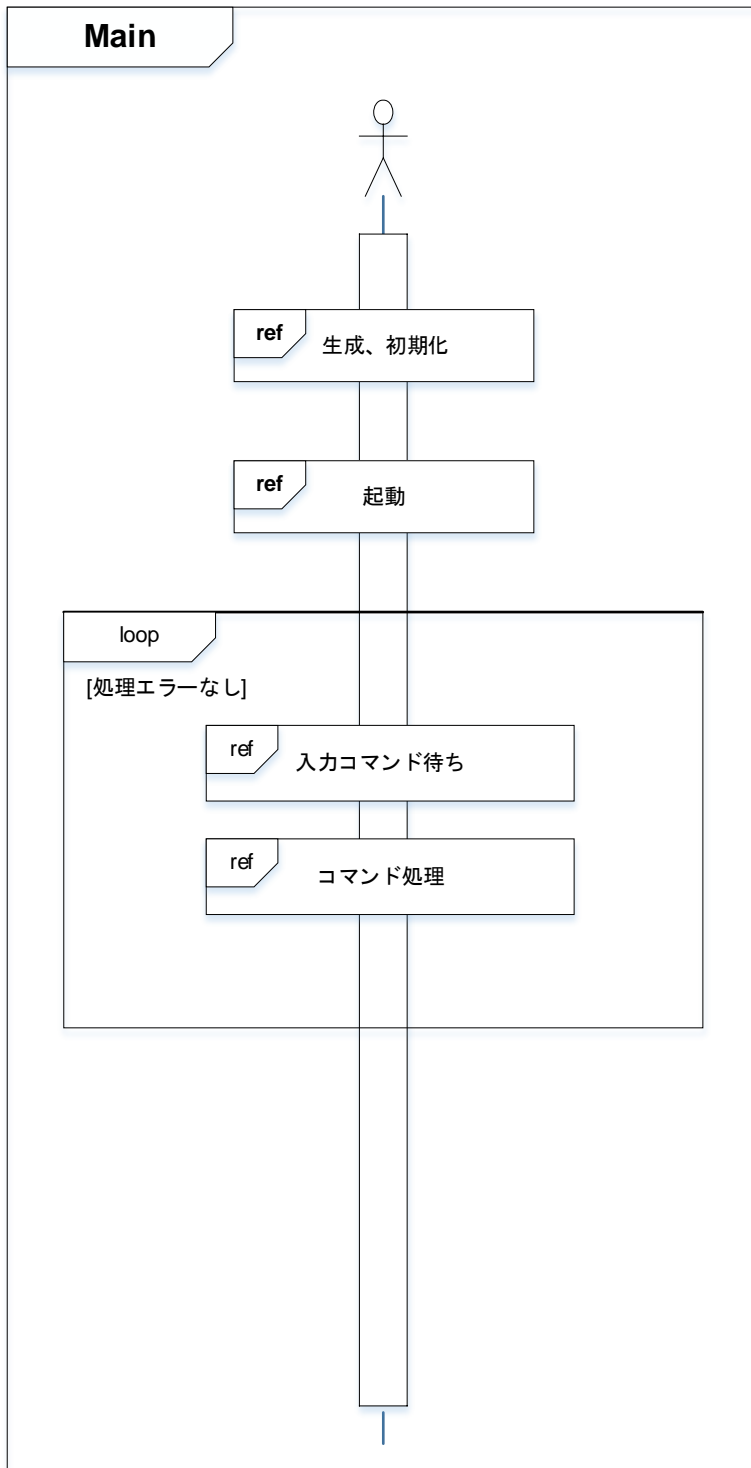 Main
ref
生成、初期化
ref
起動
loop
[処理エラーなし]
ref
入力コマンド待ち
ref
コマンド処理